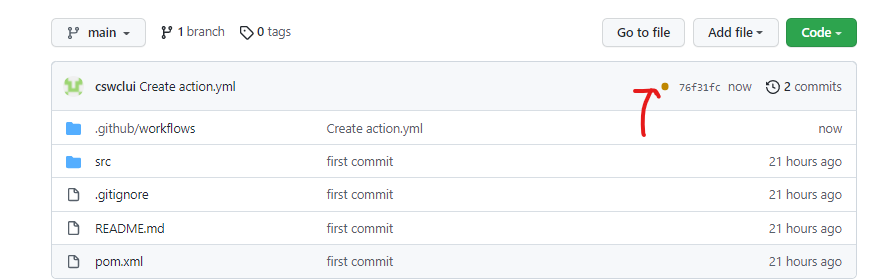 main 1 branch 0 tags Go to file Add file Code
cswclui Create action.yml 76f31fc now 2 commits
.github/workflows Create action.yml now
src first commit 21 hours ago
.gitignore first commit 21 hours ago
README.md first commit 21 hours ago
pom.xml first commit 21 hours ago